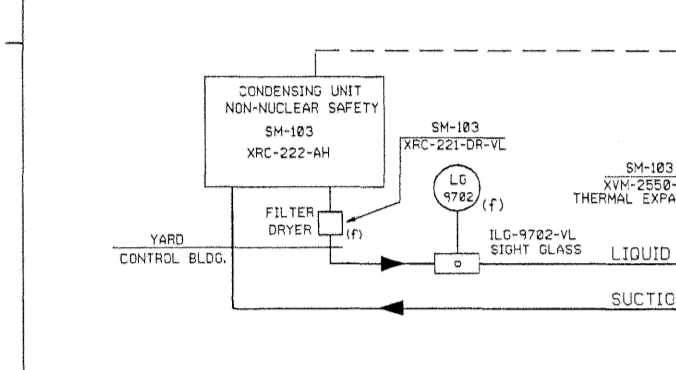 CONDENSING UNIT
NON-NUCLEAR SAFETY
SM-103
XRC-222-AH
SM-103
XRC-221-DR-VL
LG
9702
(f)
SM-103
XVM-2550-
THERMAL EXPA
FILTER
DRYER
(f)
YARD
CONTROL BLDG.
ILG-9702-VL
SIGHT GLASS
LIQUID
SUCTIO